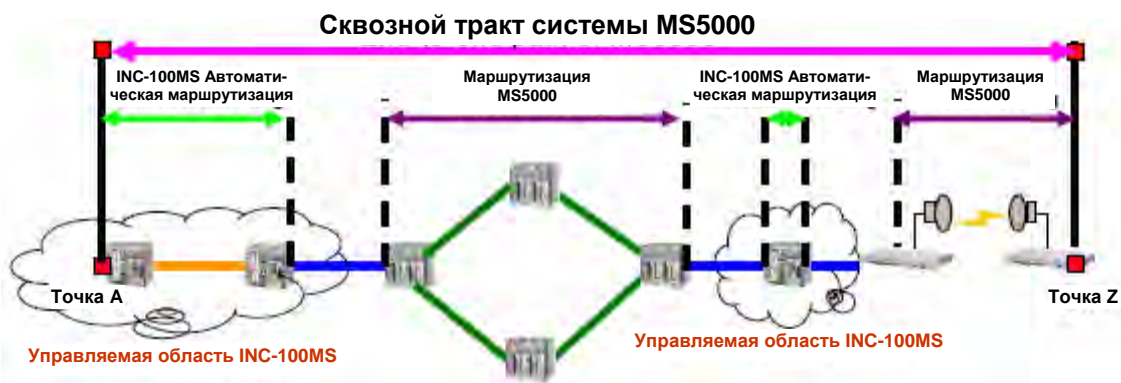 Сквозной тракт системы MS5000
INC-100MS Автомати-
ческая маршрутизация
Маршрутизация
MS5000
INC-100MS Автомати-
ческая маршрутизация
Маршрутизация
MS5000
Точка A
Точка Z
Управляемая область INC-100MS
Управляемая область INC-100MS